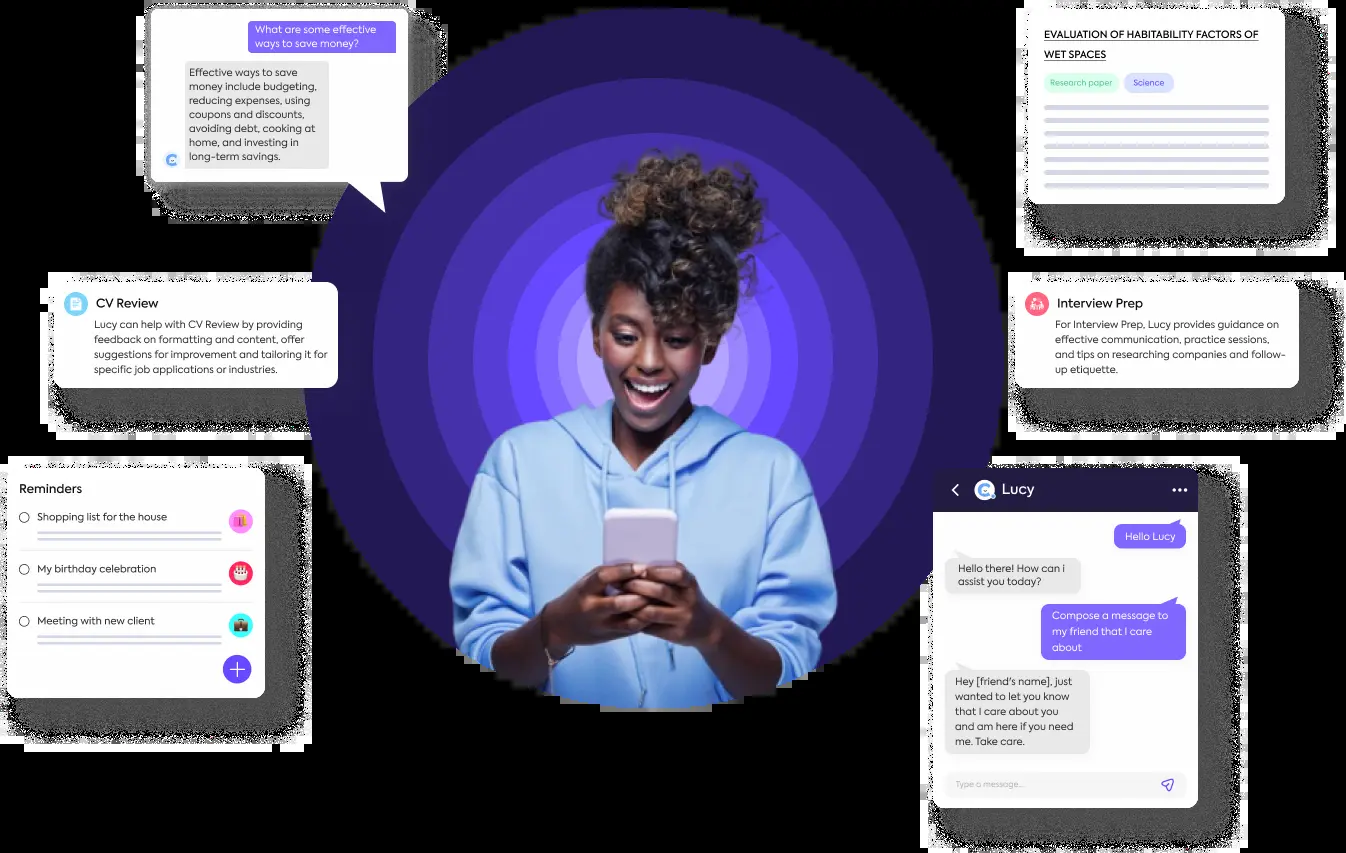 What are some effective
ways to save money?
Effective ways to save
money include budgeting,
reducing expenses, using
coupons and discounts,
avoiding debt, cooking at
home, and investing in
long-term savings.
EVALUATION OF HABITABILITY FACTORS OF
WET SPACES
Research paper
Science
CV Review
Lucy can help with CV Review by providing
feedback on formatting and content, offer
suggestions for improvement and tailoring it for
specific job applications or industries.
Interview Prep
For Interview Prep, Lucy provides guidance on
effective communication, practice sessions,
and tips on researching companies and follow-
up etiquette.
Reminders
Shopping list for the house
My birthday celebration
Meeting with new client
Lucy
Hello Lucy
Hello there! How can i
assist you today?
Compose a message to
my friend that I care
about
Hey [friend's name], just
wanted to let you know
that I care about you
and am here if you need
me. Take care.
Type a message...